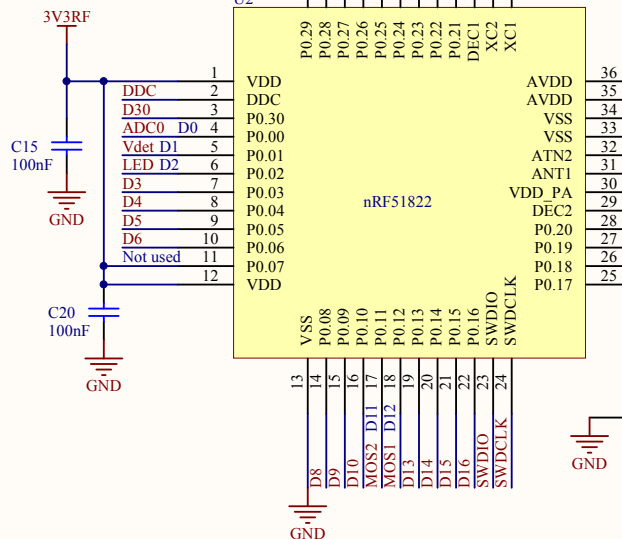 U2
3V3RF
P0.29
P0.28
P0.27
P0.26
P0.25
P0.24
P0.23
P0.22
P0.21
DEC1
XC2
XC1
1 VDD
DDC 2 DDC
D30 3 P0.30
ADC0 D0 4 P0.00
Vdet D1 5 P0.01
LED D2 6 P0.02
D3 7 P0.03
D4 8 P0.04
D5 9 P0.05
D6 10 P0.06
Not used 11 P0.07
12 VDD
C15
100nF
GND
C20
100nF
GND
nRF51822
AVDD 36
AVDD 35
VSS 34
VSS 33
ATN2 32
ANT1 31
VDD_PA 30
DEC2 29
P0.20 28
P0.19 27
P0.18 26
P0.17 25
VSS 13
P0.08 14 D8
P0.09 15 D9
P0.10 16 D10
P0.11 17 MOS2 D11
P0.12 18 MOS1 D12
P0.13 19 D13
P0.14 20 D14
P0.15 21 D15
P0.16 22 D16
SWDIO 23 SWDIO
SWDCLK 24 SWDCLK
GND
GND